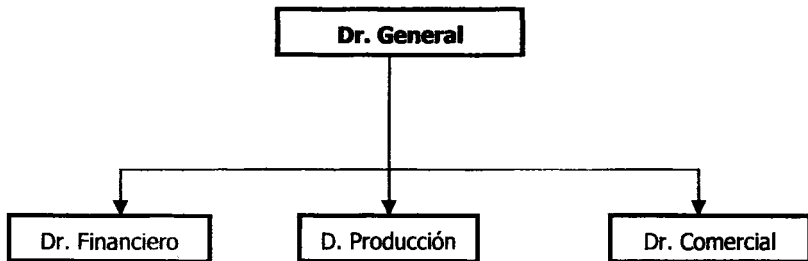 Dr. General
Dr. Financiero
D. Producción
Dr. Comercial